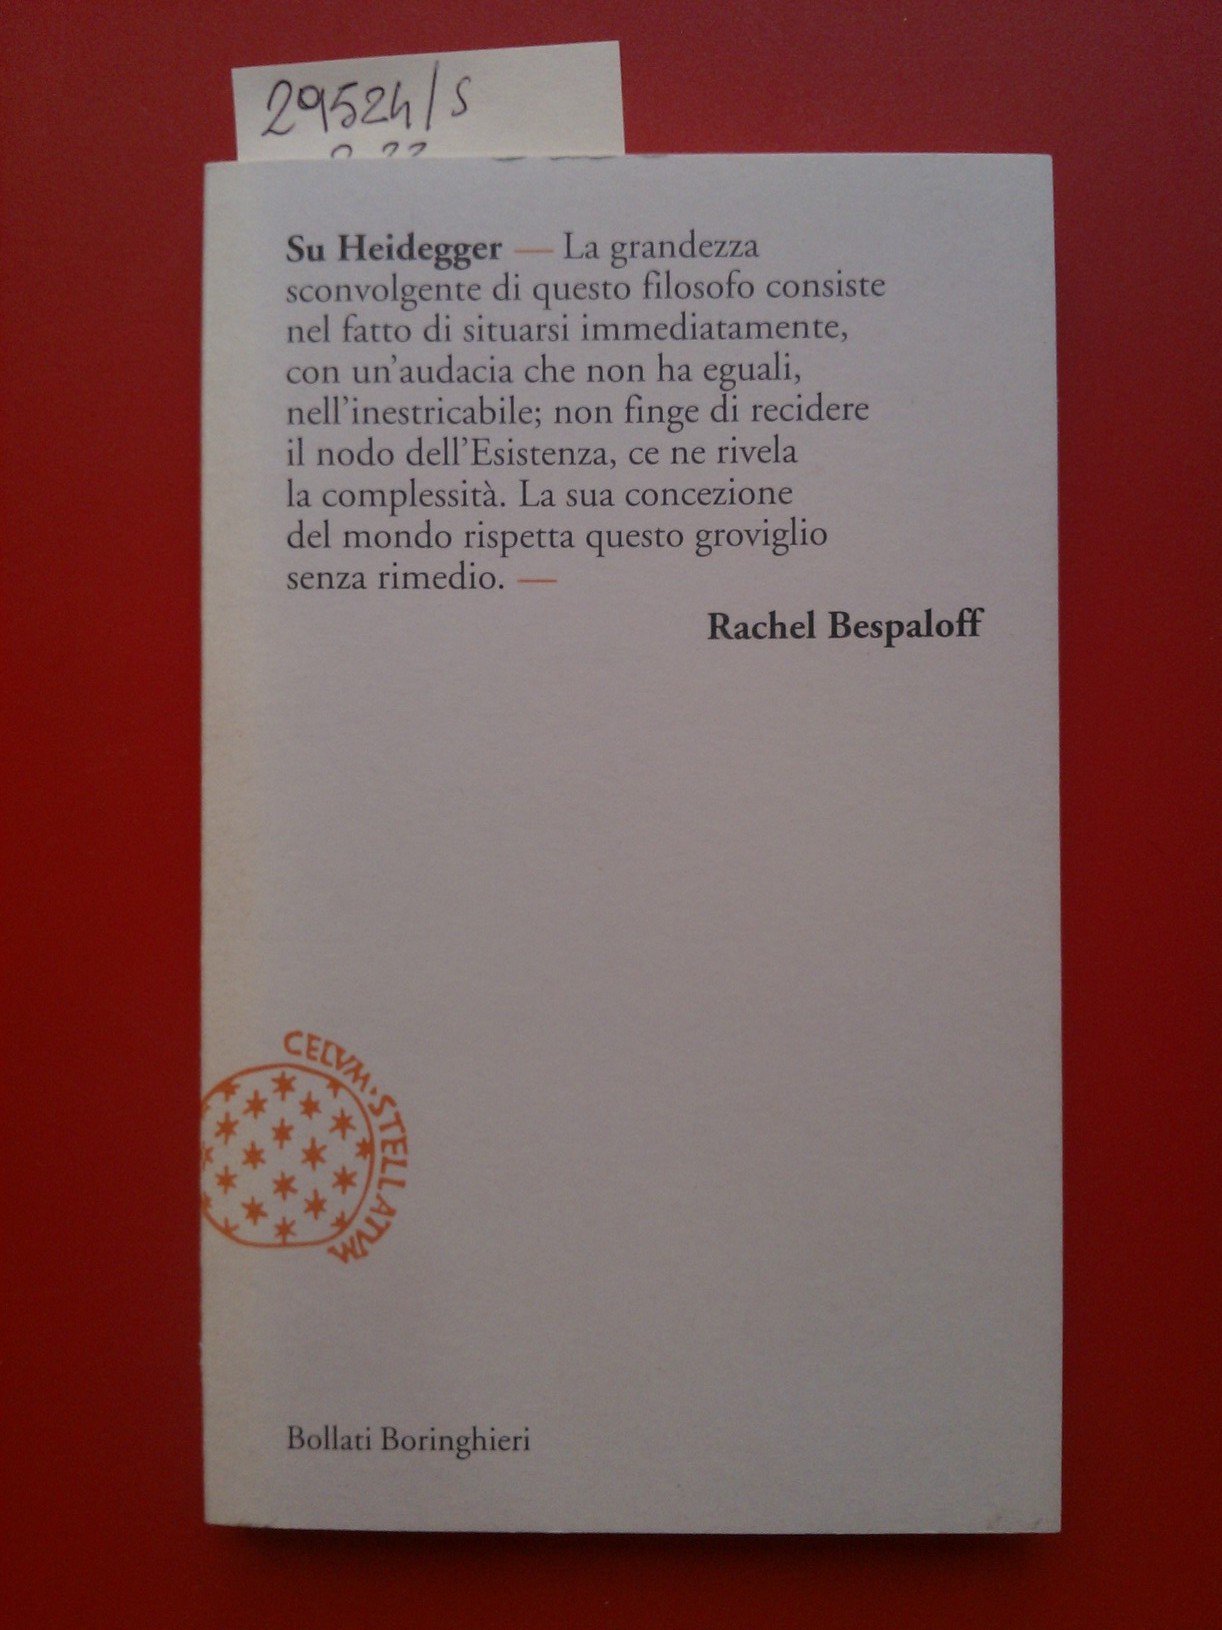 29524/S
Su Heidegger — La grandezza
sconvolgente di questo filosofo consiste
nel fatto di situarsi immediatamente,
con un'audacia che non ha eguali,
nell'inestricabile; non finge di recidere
il nodo dell'Esistenza, ce ne rivela
la complessità. La sua concezione
del mondo rispetta questo groviglio
senza rimedio. —
Rachel Bespaloff
CELVM·STELLATVM
Bollati Boringhieri